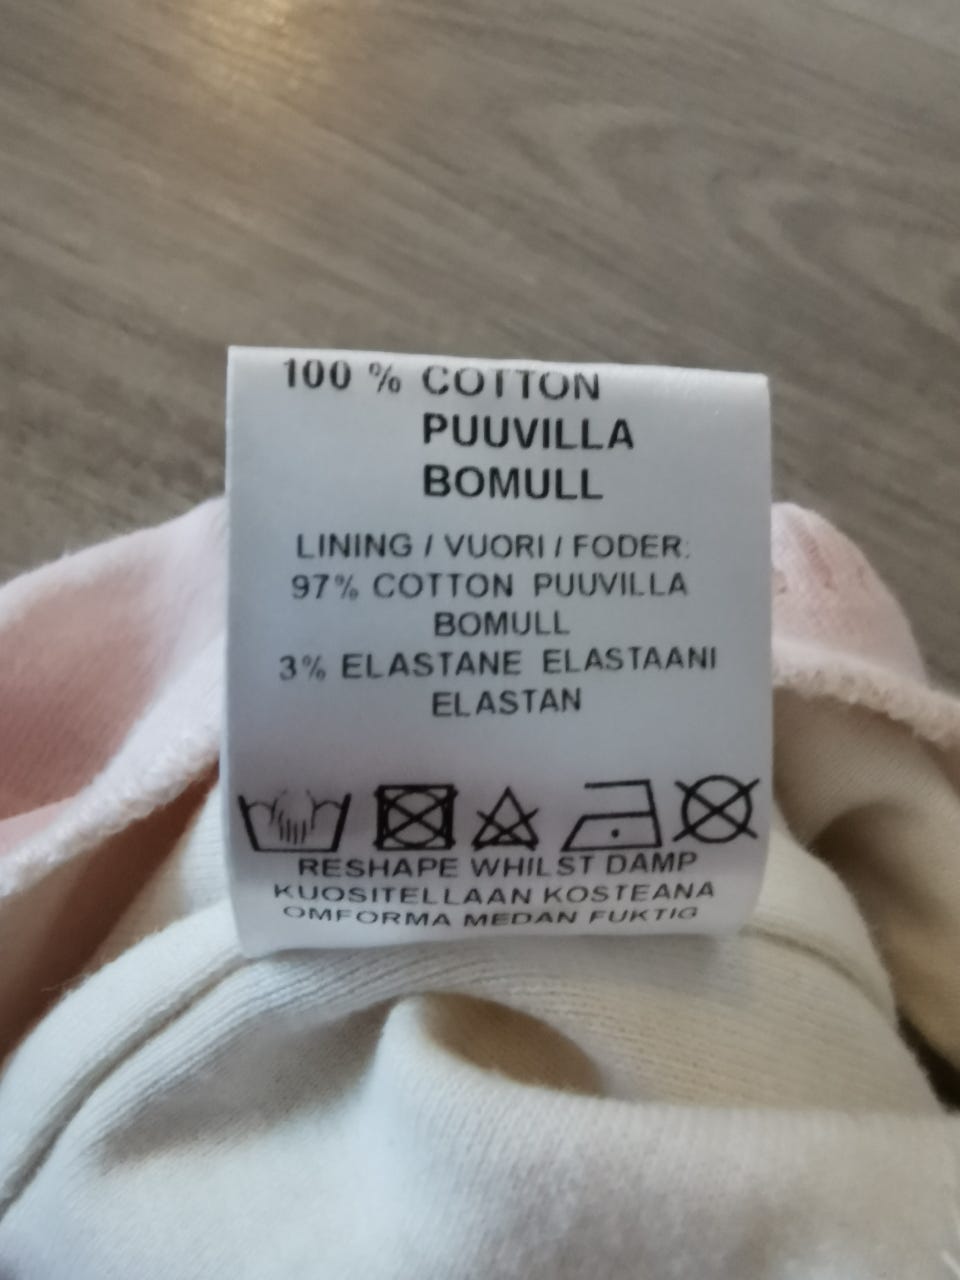 100 % COTTON
PUUVILLA
BOMULL
LINING / VUORI / FODER:
97% COTTON PUUVILLA
BOMULL
3% ELASTANE ELASTAANI
ELASTAN
RESHAPE WHILST DAMP
KUOSITELLAAN KOSTEANA
OMFORMA MEDAN FUKTIG